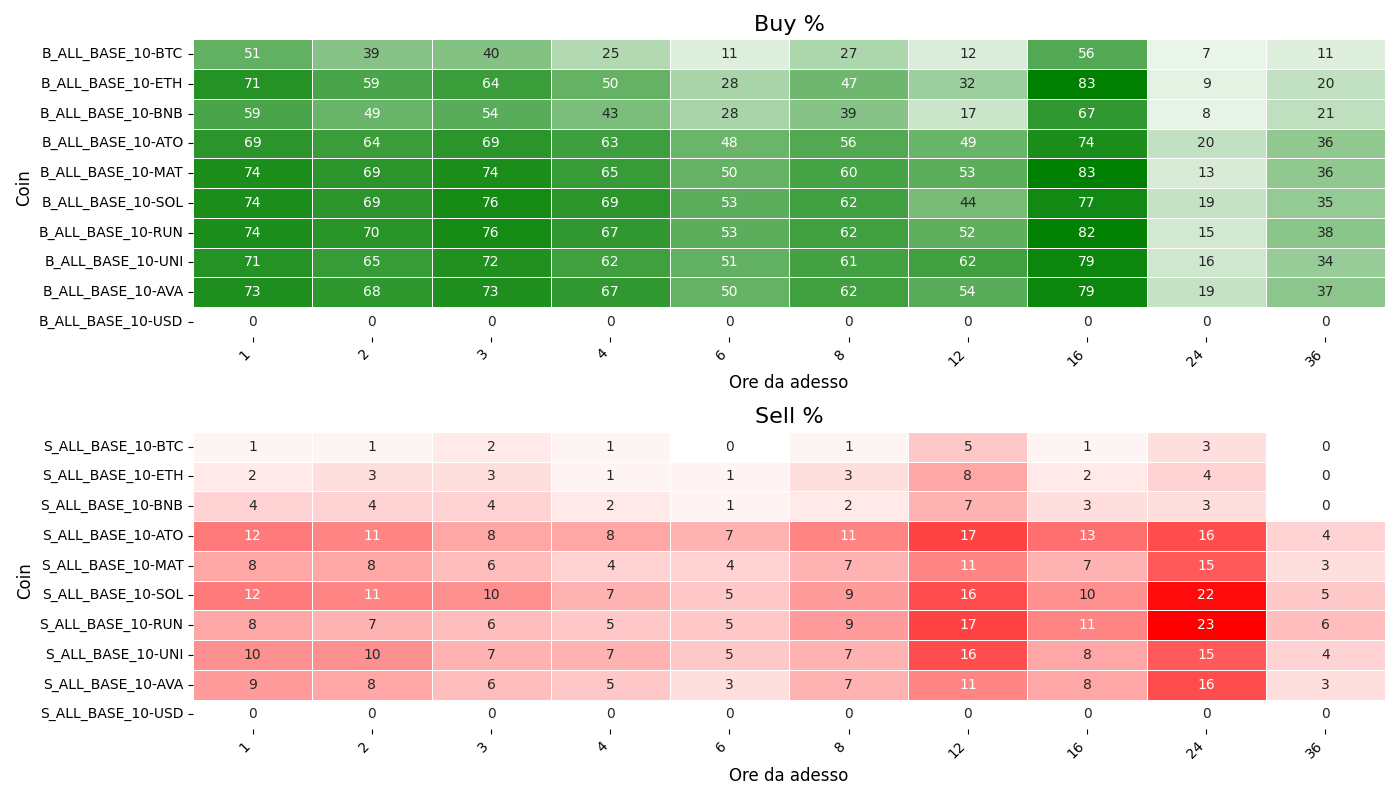 Buy %
Coin
B_ALL_BASE_10-BTC 51 39 40 25 11 27 12 56 7 11
B_ALL_BASE_10-ETH 71 59 64 50 28 47 32 83 9 20
B_ALL_BASE_10-BNB 59 49 54 43 28 39 17 67 8 21
B_ALL_BASE_10-ATO 69 64 69 63 48 56 49 74 20 36
B_ALL_BASE_10-MAT 74 69 74 65 50 60 53 83 13 36
B_ALL_BASE_10-SOL 74 69 76 69 53 62 44 77 19 35
B_ALL_BASE_10-RUN 74 70 76 67 53 62 52 82 15 38
B_ALL_BASE_10-UNI 71 65 72 62 51 61 62 79 16 34
B_ALL_BASE_10-AVA 73 68 73 67 50 62 54 79 19 37
B_ALL_BASE_10-USD 0 0 0 0 0 0 0 0 0 0
1 2 3 4 6 8 12 16 24 36
Ore da adesso
Sell %
Coin
S_ALL_BASE_10-BTC 1 1 2 1 0 1 5 1 3 0
S_ALL_BASE_10-ETH 2 3 3 1 1 3 8 2 4 0
S_ALL_BASE_10-BNB 4 4 4 2 1 2 7 3 3 0
S_ALL_BASE_10-ATO 12 11 8 8 7 11 17 13 16 4
S_ALL_BASE_10-MAT 8 8 6 4 4 7 11 7 15 3
S_ALL_BASE_10-SOL 12 11 10 7 5 9 16 10 22 5
S_ALL_BASE_10-RUN 8 7 6 5 5 9 17 11 23 6
S_ALL_BASE_10-UNI 10 10 7 7 5 7 16 8 15 4
S_ALL_BASE_10-AVA 9 8 6 5 3 7 11 8 16 3
S_ALL_BASE_10-USD 0 0 0 0 0 0 0 0 0 0
1 2 3 4 6 8 12 16 24 36
Ore da adesso